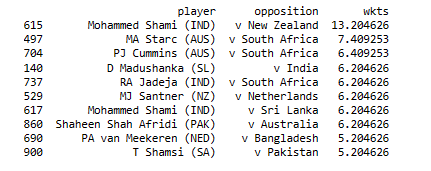 player opposition wkts
615 Mohammed Shami (IND) v New Zealand 13.204626
497 MA Starc (AUS) v South Africa 7.409253
704 PJ Cummins (AUS) v South Africa 6.409253
140 D Madushanka (SL) v India 6.204626
737 RA Jadeja (IND) v South Africa 6.204626
529 MJ Santner (NZ) v Netherlands 6.204626
617 Mohammed Shami (IND) v Sri Lanka 6.204626
860 Shaheen Shah Afridi (PAK) v Australia 6.204626
690 PA van Meekeren (NED) v Bangladesh 5.204626
900 T Shamsi (SA) v Pakistan 5.204626